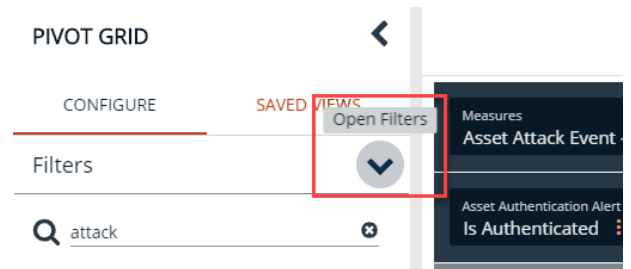 PIVOT GRID
CONFIGURE
SAVED VIEWS
Open Filters
Filters
attack
Measures
Asset Attack Event -
Asset Authentication Alert
Is Authenticated